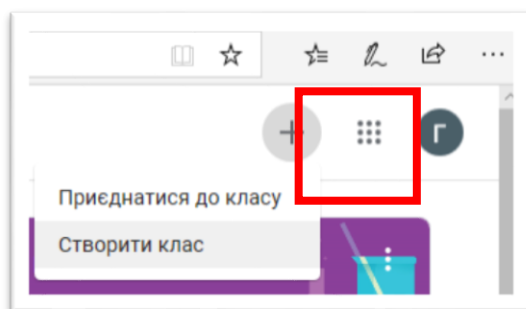 Г
Приєднатися до класу
Створити клас